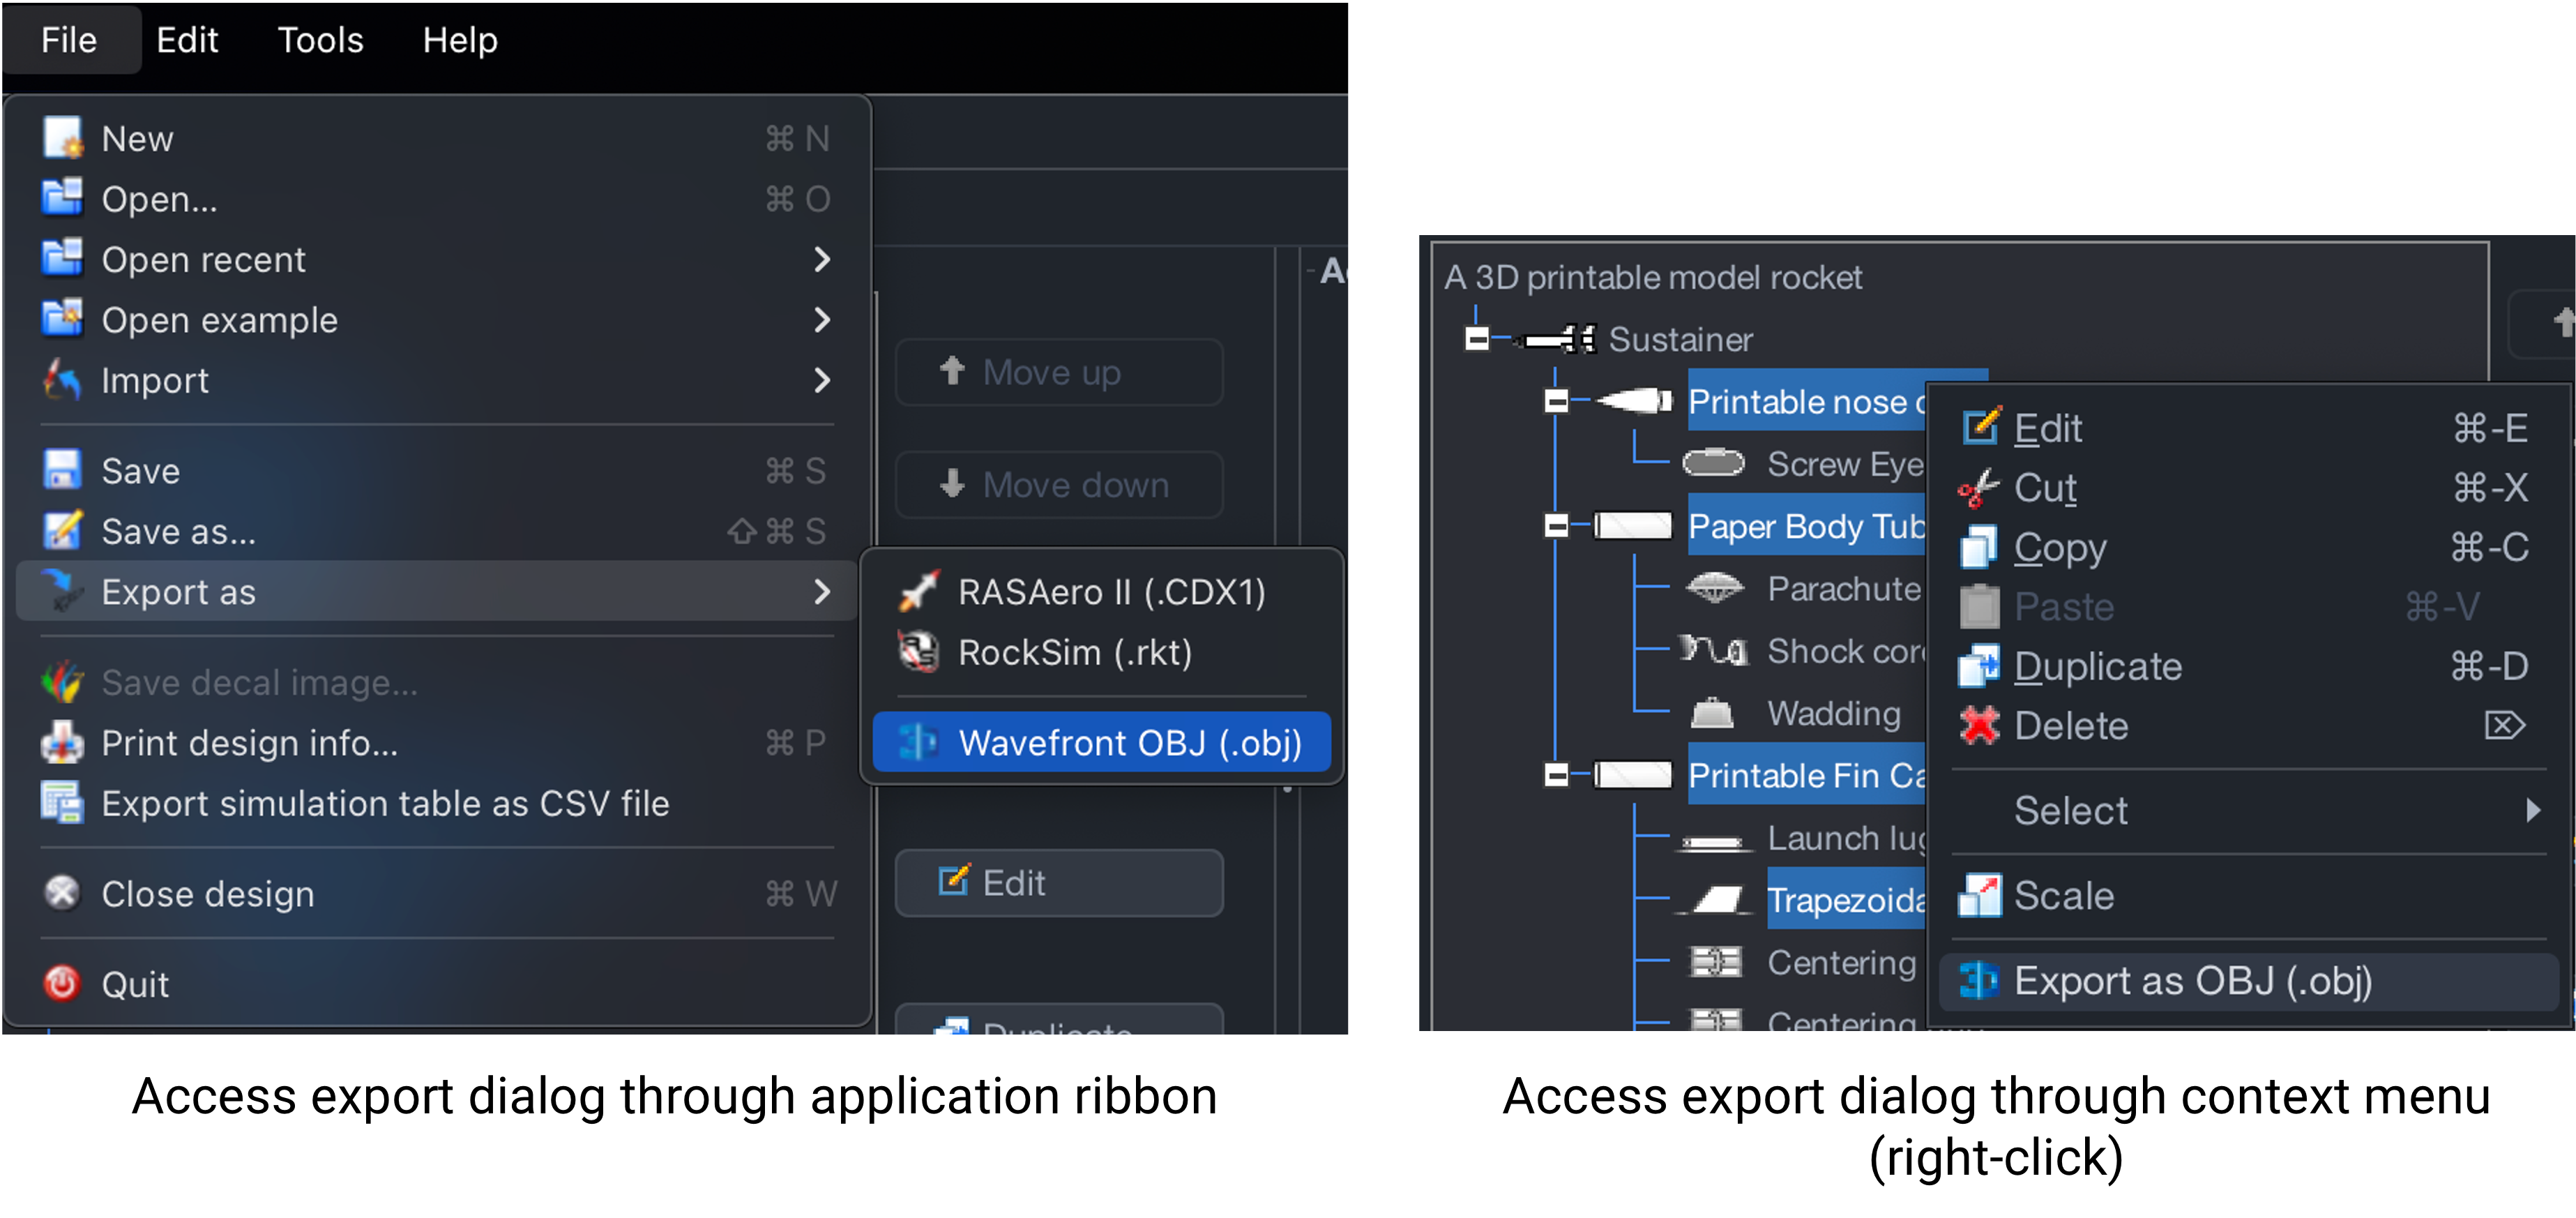 File Edit Tools Help
New ⌘ N
Open... ⌘ O
Open recent
Open example
Import
Save ⌘ S
Save as... ⇧ ⌘ S
Export as
Save decal image...
Print design info... ⌘ P
Export simulation table as CSV file
Close design ⌘ W
Quit
RASAero II (.CDX1)
RockSim (.rkt)
Wavefront OBJ (.obj)
Move up
Move down
Edit
Duplicate
Access export dialog through application ribbon
A 3D printable model rocket
Sustainer
Printable nose
Screw Eye
Paper Body Tub
Parachute
Shock cor
Wadding
Printable Fin Ca
Launch lug
Trapezoida
Centering
Centering
Edit ⌘-E
Cut ⌘-X
Copy ⌘-C
Paste ⌘-V
Duplicate ⌘-D
Delete ⌦
Select
Scale
Export as OBJ (.obj)
Access export dialog through context menu
(right-click)